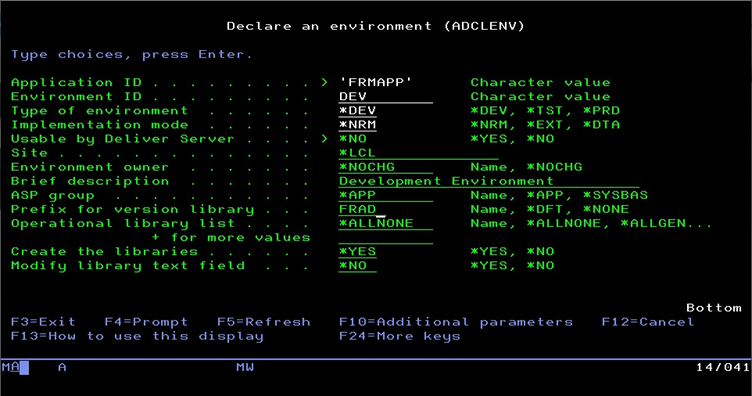 Declare an environment (ADCLENV)
Type choices, press Enter.
Application ID . . . . . . . . . > 'FRMAPP' Character value
Environment ID . . . . . . . . . DEV Character value
Type of environment . . . . . . *DEV *DEV, *TST, *PRD
Implementation mode . . . . . . *NRM *NRM, *EXT, *DTA
Usable by Deliver Server . . . . > *NO *YES, *NO
Site . . . . . . . . . . . . . . *LCL
Environment owner . . . . . . . *NOCHG Name, *NOCHG
Brief description . . . . . . . Development Environment
ASP group . . . . . . . . . . . *APP Name, *APP, *SYSBAS
Prefix for version library . . . FRAD Name, *DFT, *NONE
Operational library list . . . . *ALLNONE Name, *ALLNONE, *ALLGEN...
+ for more values
Create the libraries . . . . . . *YES *YES, *NO
Modify library text field . . . *NO *YES, *NO
Bottom
F3=Exit F4=Prompt F5=Refresh F10=Additional parameters F12=Cancel
F13=How to use this display F24=More keys
MA A MW 14/041